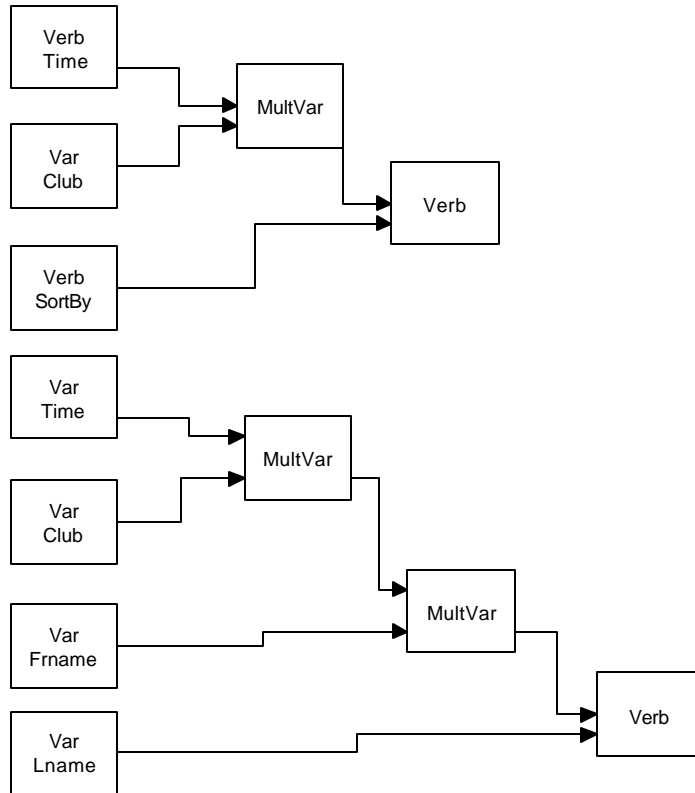 Verb
Time
MultVar
Var
Club
Verb
Verb
SortBy
Var
Time
MultVar
Var
Club
MultVar
Var
Frname
Verb
Var
Lname